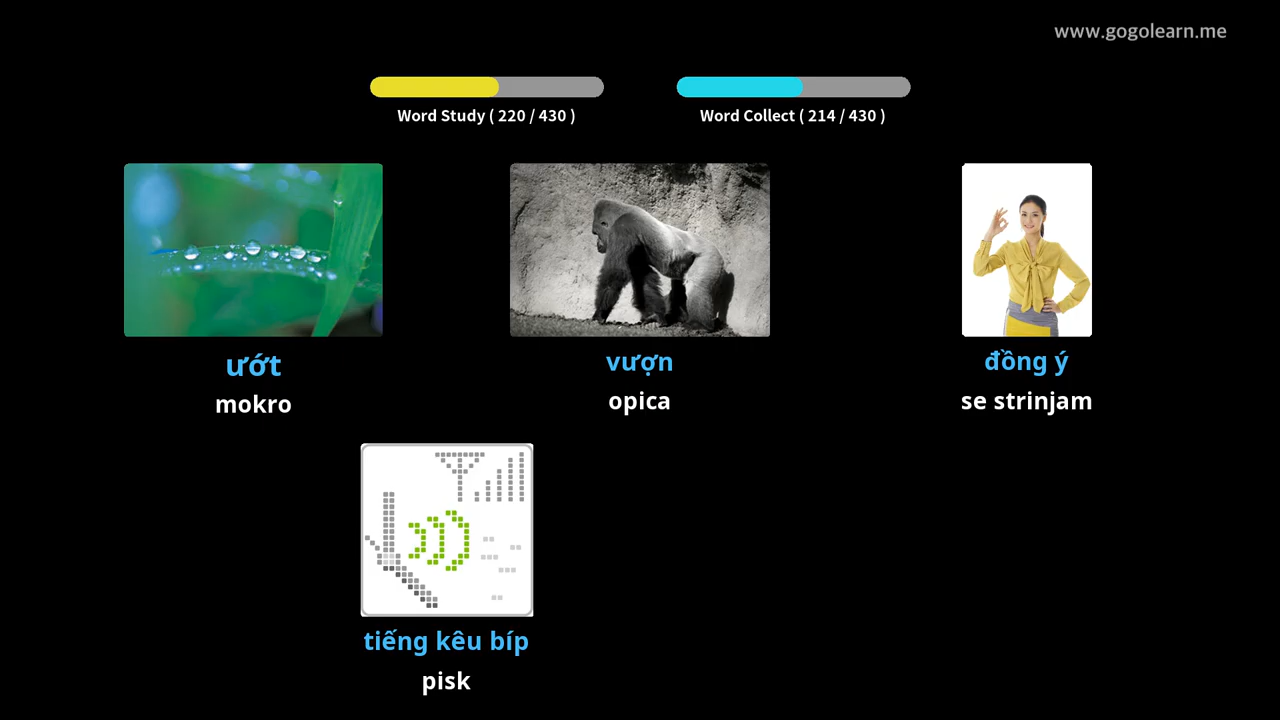 www.gogolearn.me
Word Study ( 220 / 430 )
Word Collect ( 214 / 430 )
ướt
mokro
vượn
opica
đồng ý
se strinjam
tiếng kêu bíp
pisk